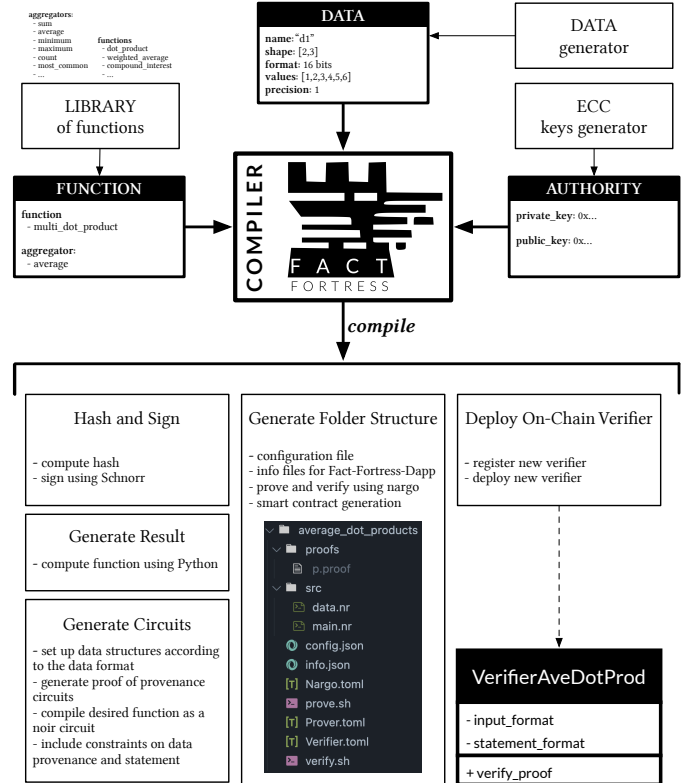 aggregators:
- sum
- average
- minimum
- maximum
- count
- most_common
- ...
functions
- dot_product
- weighted_average
- compound_interest
- ...
LIBRARY
of functions
DATA
name:"d1"
shape: [2,3]
format: 16 bits
values: [1,2,3,4,5,6]
precision: 1
DATA
generator
ECC
keys generator
FUNCTION
function
- multi_dot_product
aggregator:
- average
COMPILER
FACT
FORTRESS
AUTHORITY
private_key: 0x...
public_key: 0x...
compile
Hash and Sign
- compute hash
- sign using Schnorr
Generate Result
- compute function using Python
Generate Circuits
- set up data structures according
to the data format
- generate proof of provenance
circuits
- compile desired function as a
noir circuit
- include constraints on data
provenance and statement
Generate Folder Structure
- configuration file
- info files for Fact-Fortress-Dapp
- prove and verify using nargo
- smart contract generation
average_dot_products
proofs
p.proof
src
data.nr
main.nr
config.json
info.json
[T] Nargo.toml
prove.sh
[T] Prover.toml
[T] Verifier.toml
verify.sh
Deploy On-Chain Verifier
- register new verifier
- deploy new verifier
VerifierAveDotProd
- input_format
- statement_format
+ verify_proof